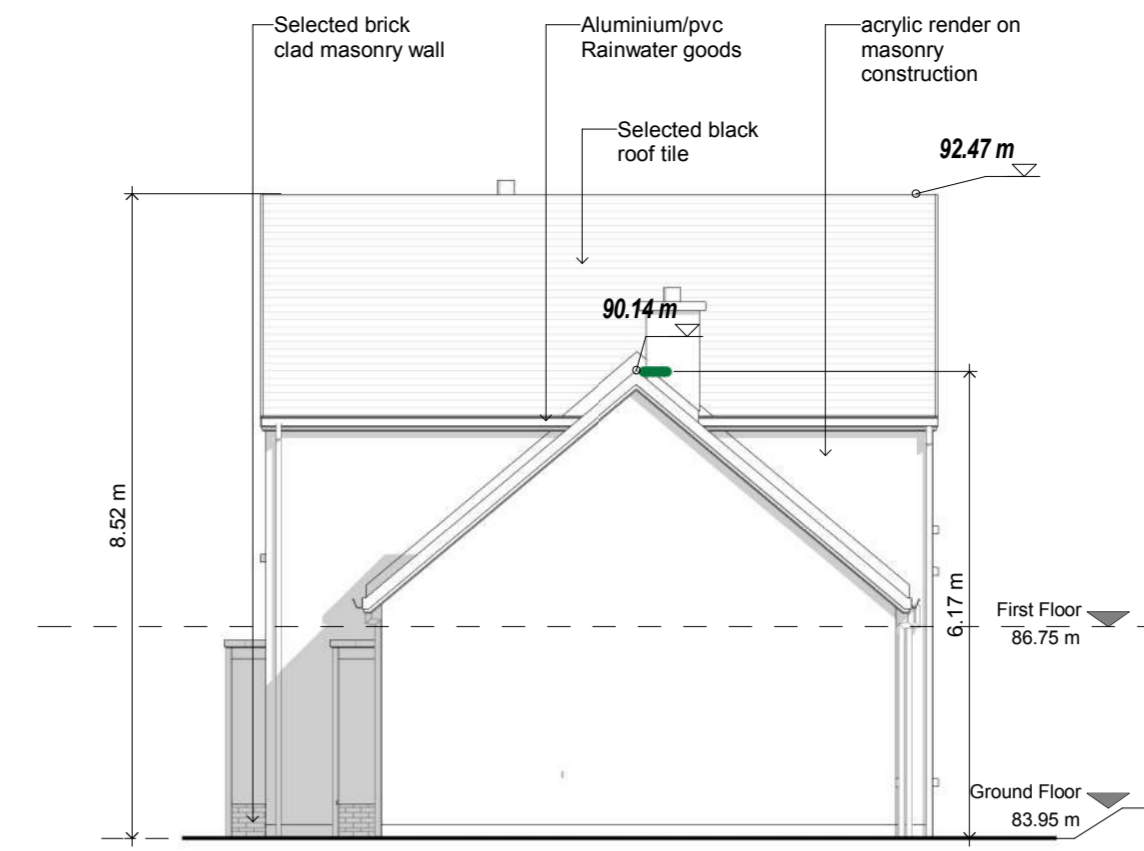 Selected brick
clad masonry wall
Aluminium/pvc
Rainwater goods
acrylic render on
masonry
construction
Selected black
roof tile
92.47 m
90.14 m
8.52 m
6.17 m
First Floor
86.75 m
Ground Floor
83.95 m